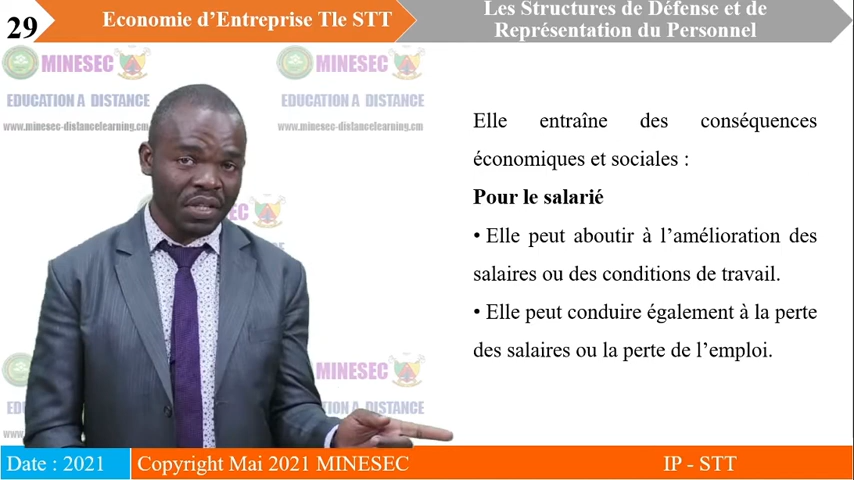 29
Economie d’Entreprise Tle STT
Les Structures de Défense et de
Représentation du Personnel
MINESEC
MINESEC
EDUCATION A DISTANCE
EDUCATION A DISTANCE
www.minesec-distancelearning.cm
www.minesec-distancelearning.cm
Elle entraîne des conséquences
économiques et sociales :
Pour le salarié
• Elle peut aboutir à l’amélioration des
salaires ou des conditions de travail.
• Elle peut conduire également à la perte
des salaires ou la perte de l’emploi.
MINESEC
DISTANCE
Date : 2021
Copyright Mai 2021 MINESEC
IP - STT